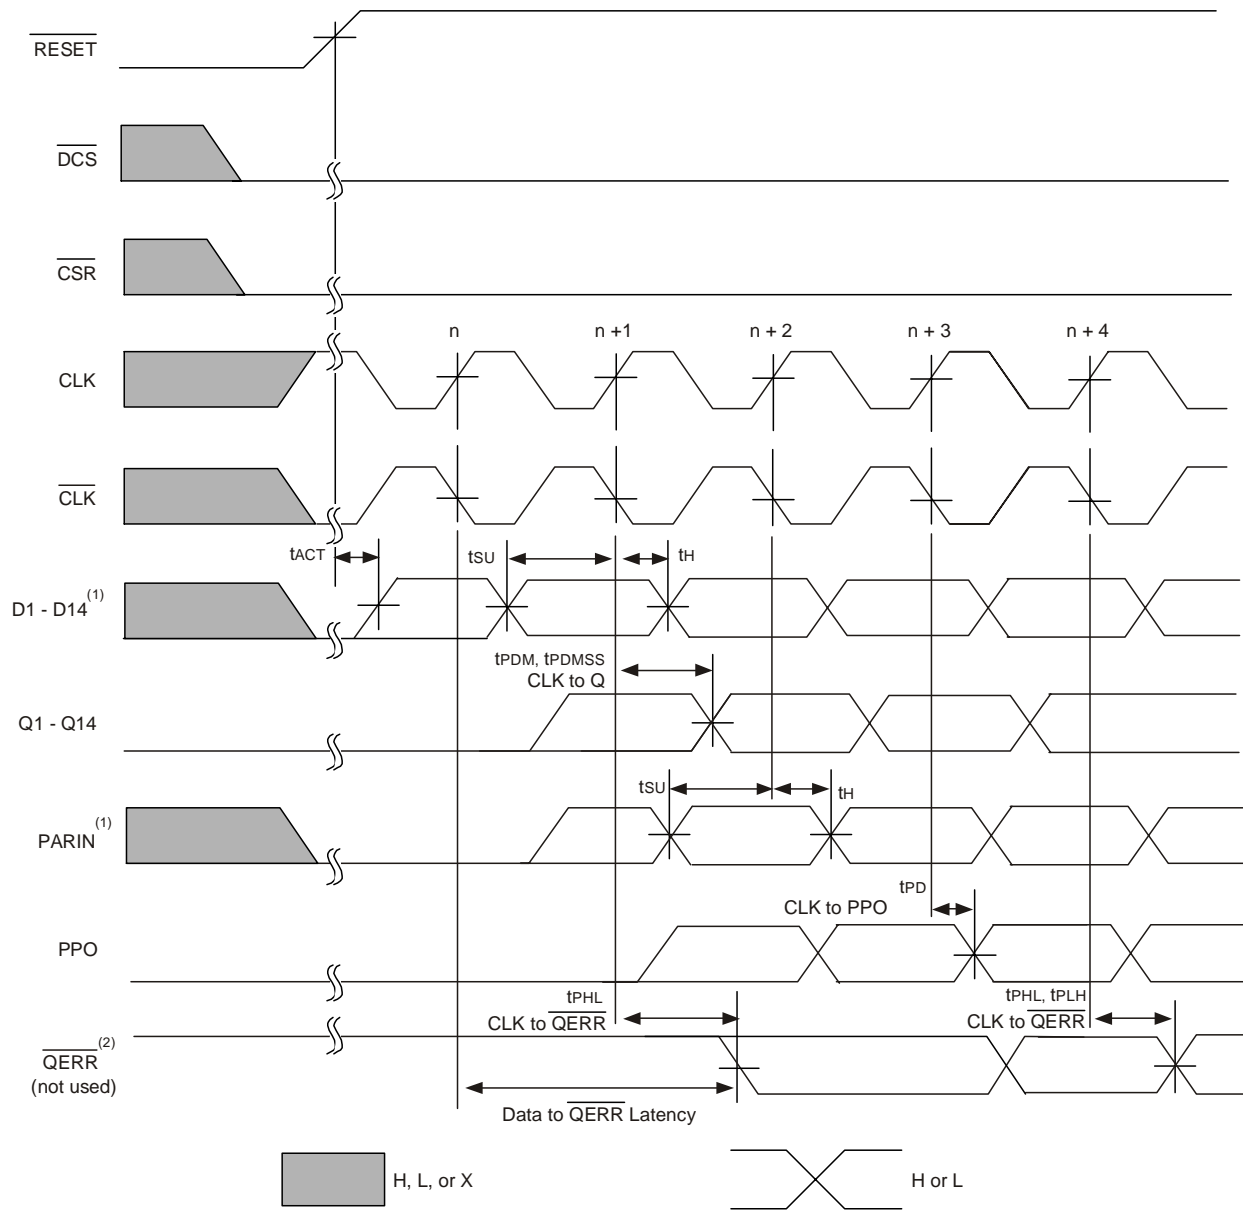 RESET
DCS
CSR
n n +1 n + 2 n + 3 n + 4
CLK
CLK
tACT tSU tH
D1 - D14(1)
tPDM, tPDMSS
CLK to Q
Q1 - Q14
tSU tH
PARIN(1)
tPD
CLK to PPO
PPO
tPHL tPHL, tPLH
CLK to QERR CLK to QERR
QERR(2)
(not used)
Data to QERR Latency
H, L, or X H or L